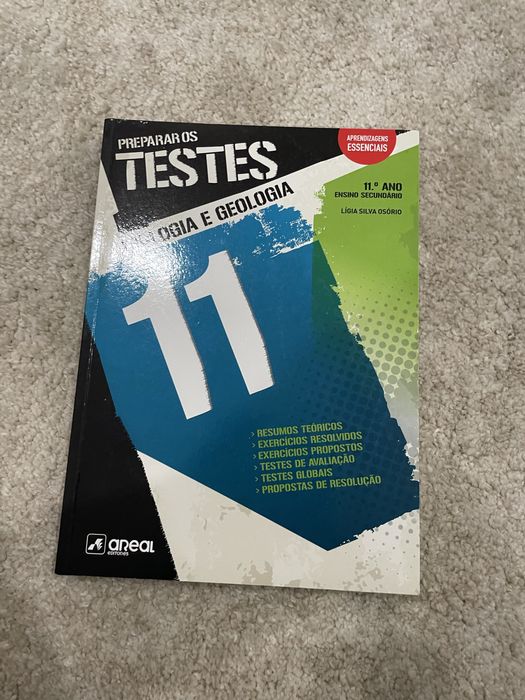 PREPARAR OS
TESTES
OGIA E GEOLOGIA
APRENDIZAGENS
ESSENCIAIS
11.º ANO
ENSINO SECUNDÁRIO
LÍGIA SILVA OSÓRIO
11
> RESUMOS TEÓRICOS
> EXERCÍCIOS RESOLVIDOS
> EXERCÍCIOS PROPOSTOS
> TESTES DE AVALIAÇÃO
> TESTES GLOBAIS
> PROPOSTAS DE RESOLUÇÃO
areal
EDITORES